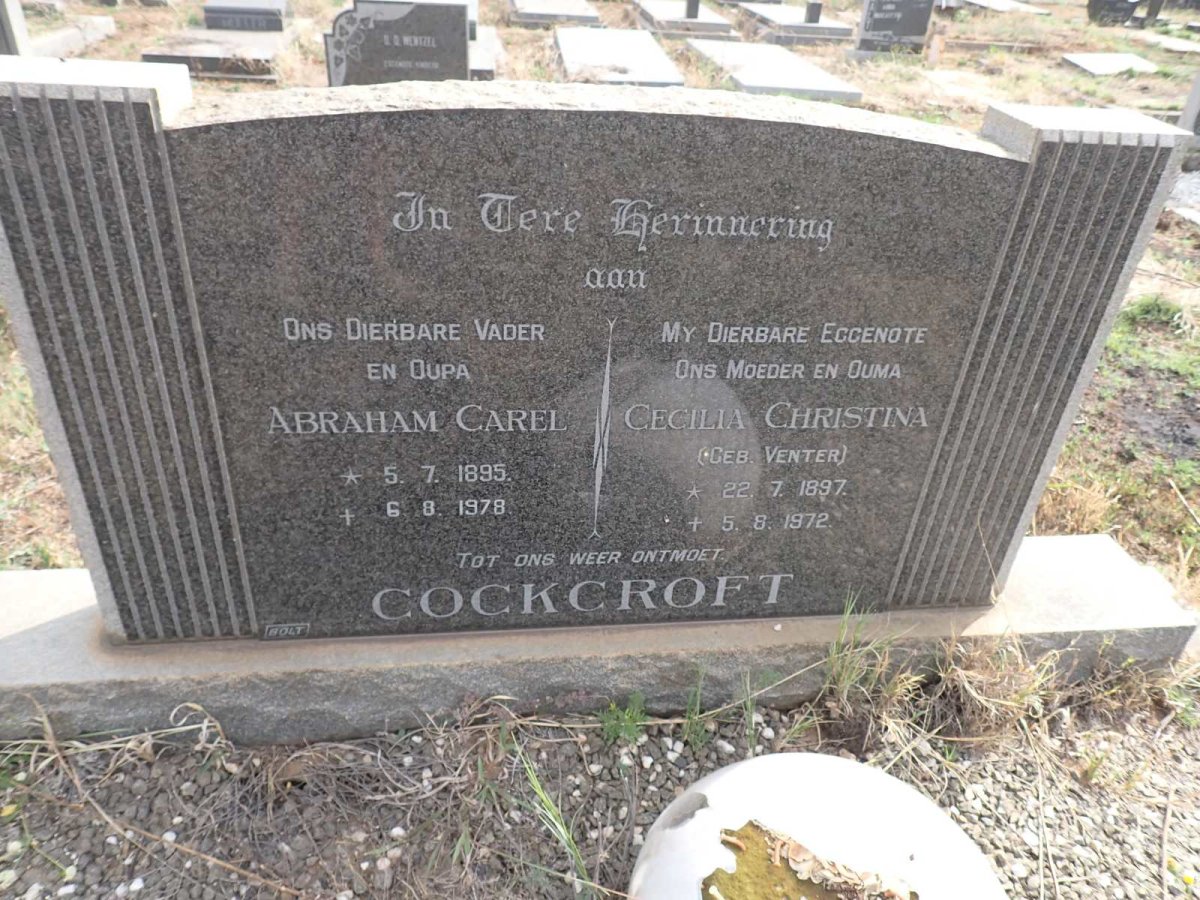 D. D. WENTZEL
In Tere Herinnering
aan
ONS DIERBARE VADER
EN OUPA
ABRAHAM CAREL
* 5. 7. 1895.
+ 6. 8. 1978
MY DIERBARE EGGENOTE
ONS MOEDER EN OUMA
CECILIA CHRISTINA
(GEB. VENTER)
* 22. 7. 1897.
+ 5. 8. 1972.
TOT ONS WEER ONTMOET.
COCKCROFT
BOLT